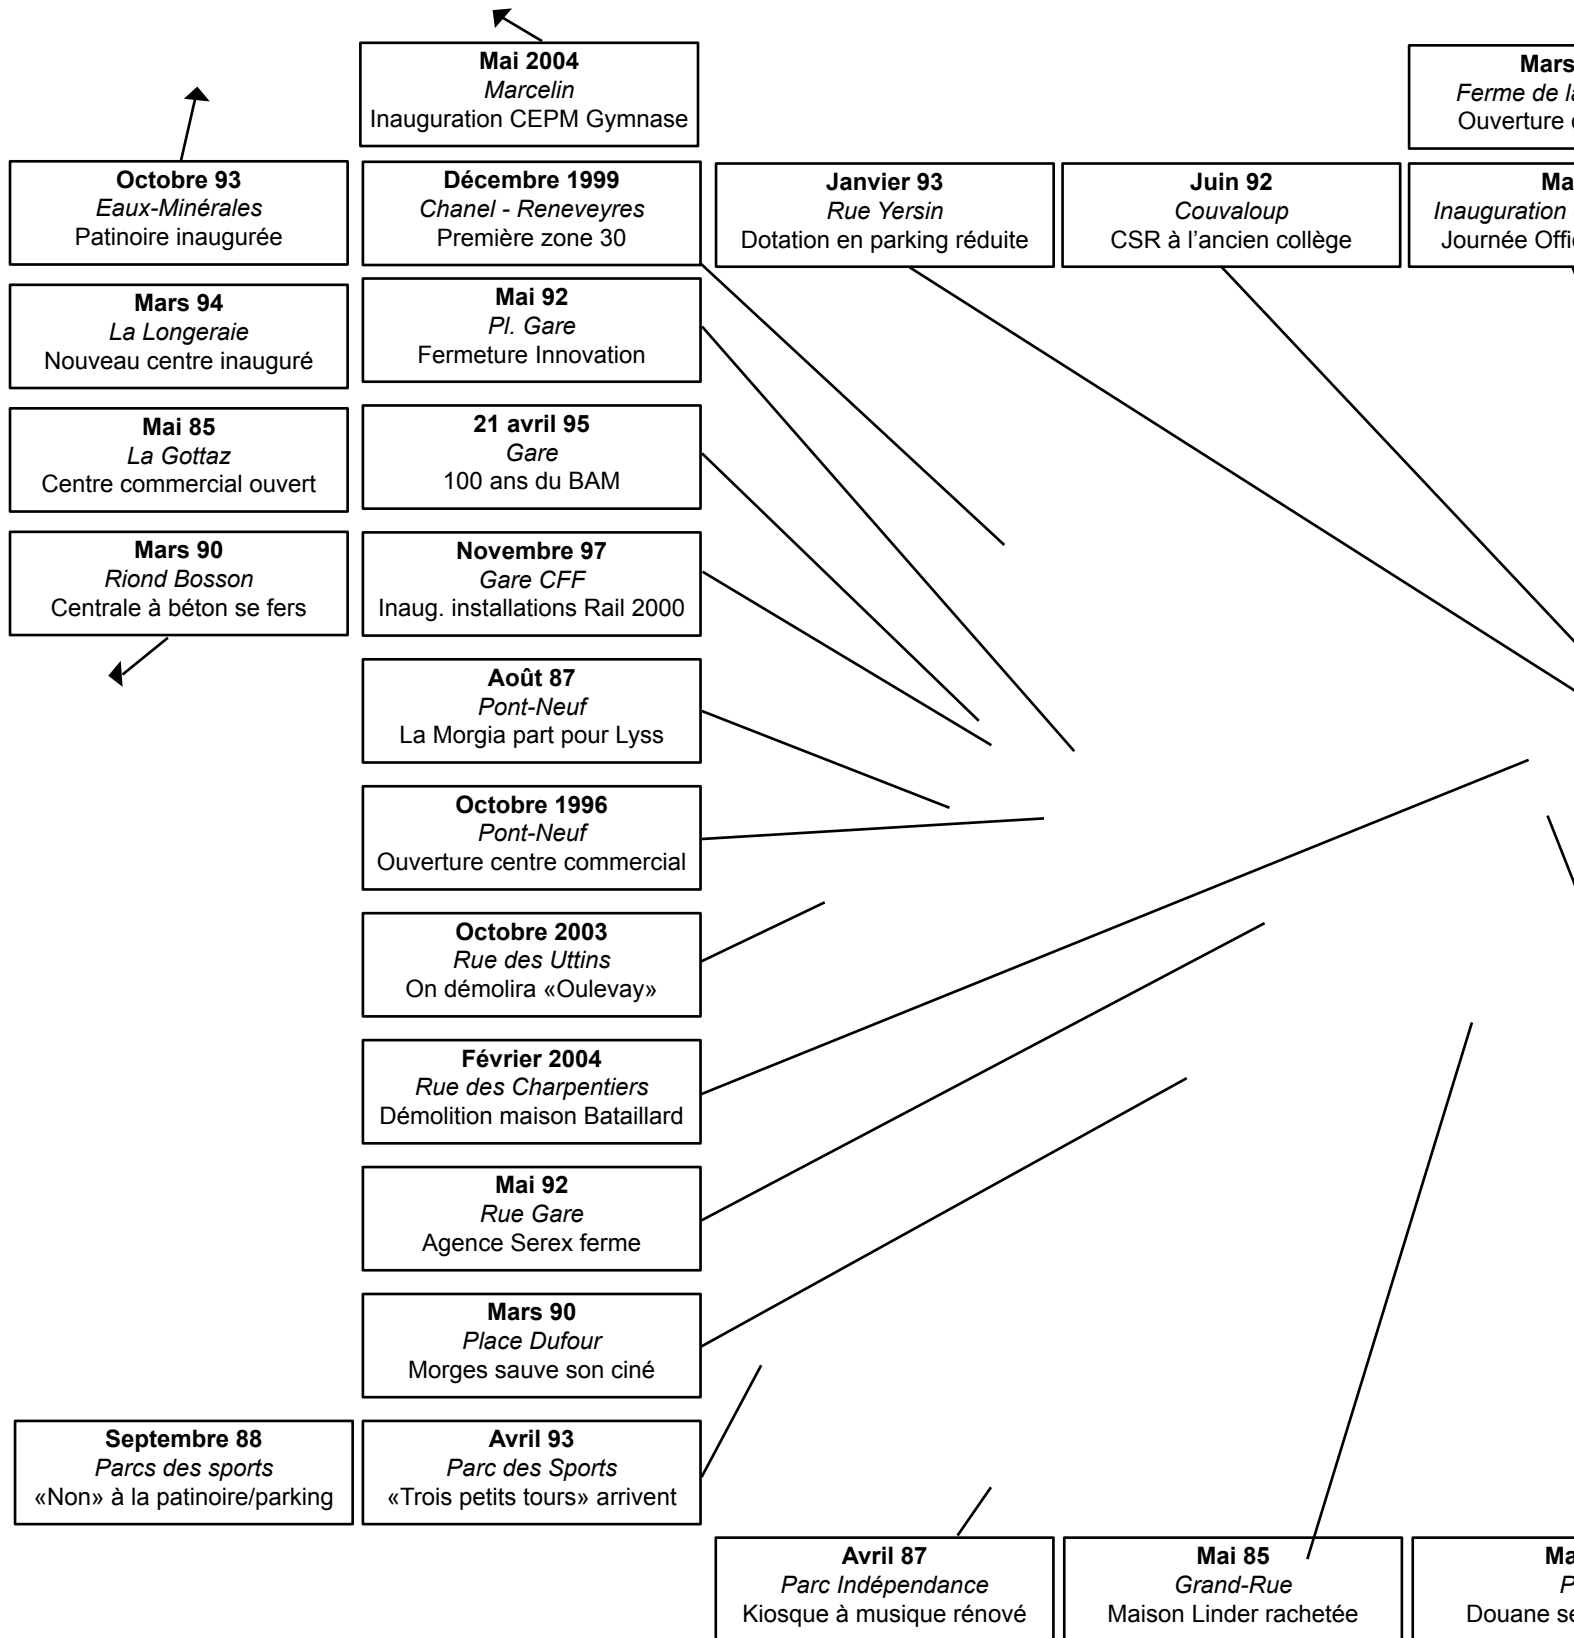 Mai 2004
Marcelin
Inauguration CEPM Gymnase
Mars
Ferme de
Ouverture
Octobre 93
Eaux-Minérales
Patinoire inaugurée
Décembre 1999
Chanel - Reneveyres
Première zone 30
Janvier 93
Rue Yersin
Dotation en parking réduite
Juin 92
Couvaloup
CSR à l'ancien collège
Inauguration
Journée
Mars 94
La Longeraie
Nouveau centre inauguré
Mai 92
Pl. Gare
Fermeture Innovation
Mai 85
La Gottaz
Centre commercial ouvert
21 avril 95
Gare
100 ans du BAM
Mars 90
Riond Bosson
Centrale à béton se fers
Novembre 97
Gare CFF
Inaug. installations Rail 2000
Août 87
Pont-Neuf
La Morgia part pour Lyss
Octobre 1996
Pont-Neuf
Ouverture centre commercial
Octobre 2003
Rue des Uttins
On démolira «Oulevay»
Février 2004
Rue des Charpentiers
Démolition maison Bataillard
Mai 92
Rue Gare
Agence Serex ferme
Mars 90
Place Dufour
Morges sauve son ciné
Septembre 88
Parcs des sports
«Non» à la patinoire/parking
Avril 93
Parc des Sports
«Trois petits tours» arrivent
Avril 87
Parc Indépendance
Kiosque à musique rénové
Mai 85
Grand-Rue
Maison Linder rachetée
Douane